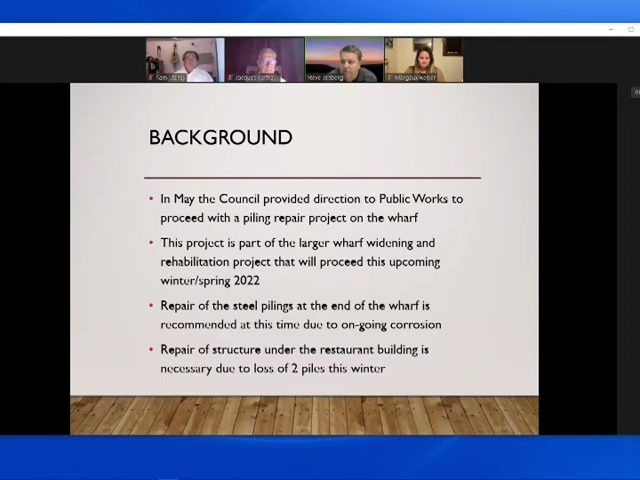 BACKGROUND
• In May the Council provided direction to Public Works to
proceed with a piling repair project on the wharf
• This project is part of the larger wharf widening and
rehabilitation project that will proceed this upcoming
winter/spring 2022
• Repair of the steel pilings at the end of the wharf is
recommended at this time due to on-going corrosion
• Repair of structure under the restaurant building is
necessary due to loss of 2 piles this winter